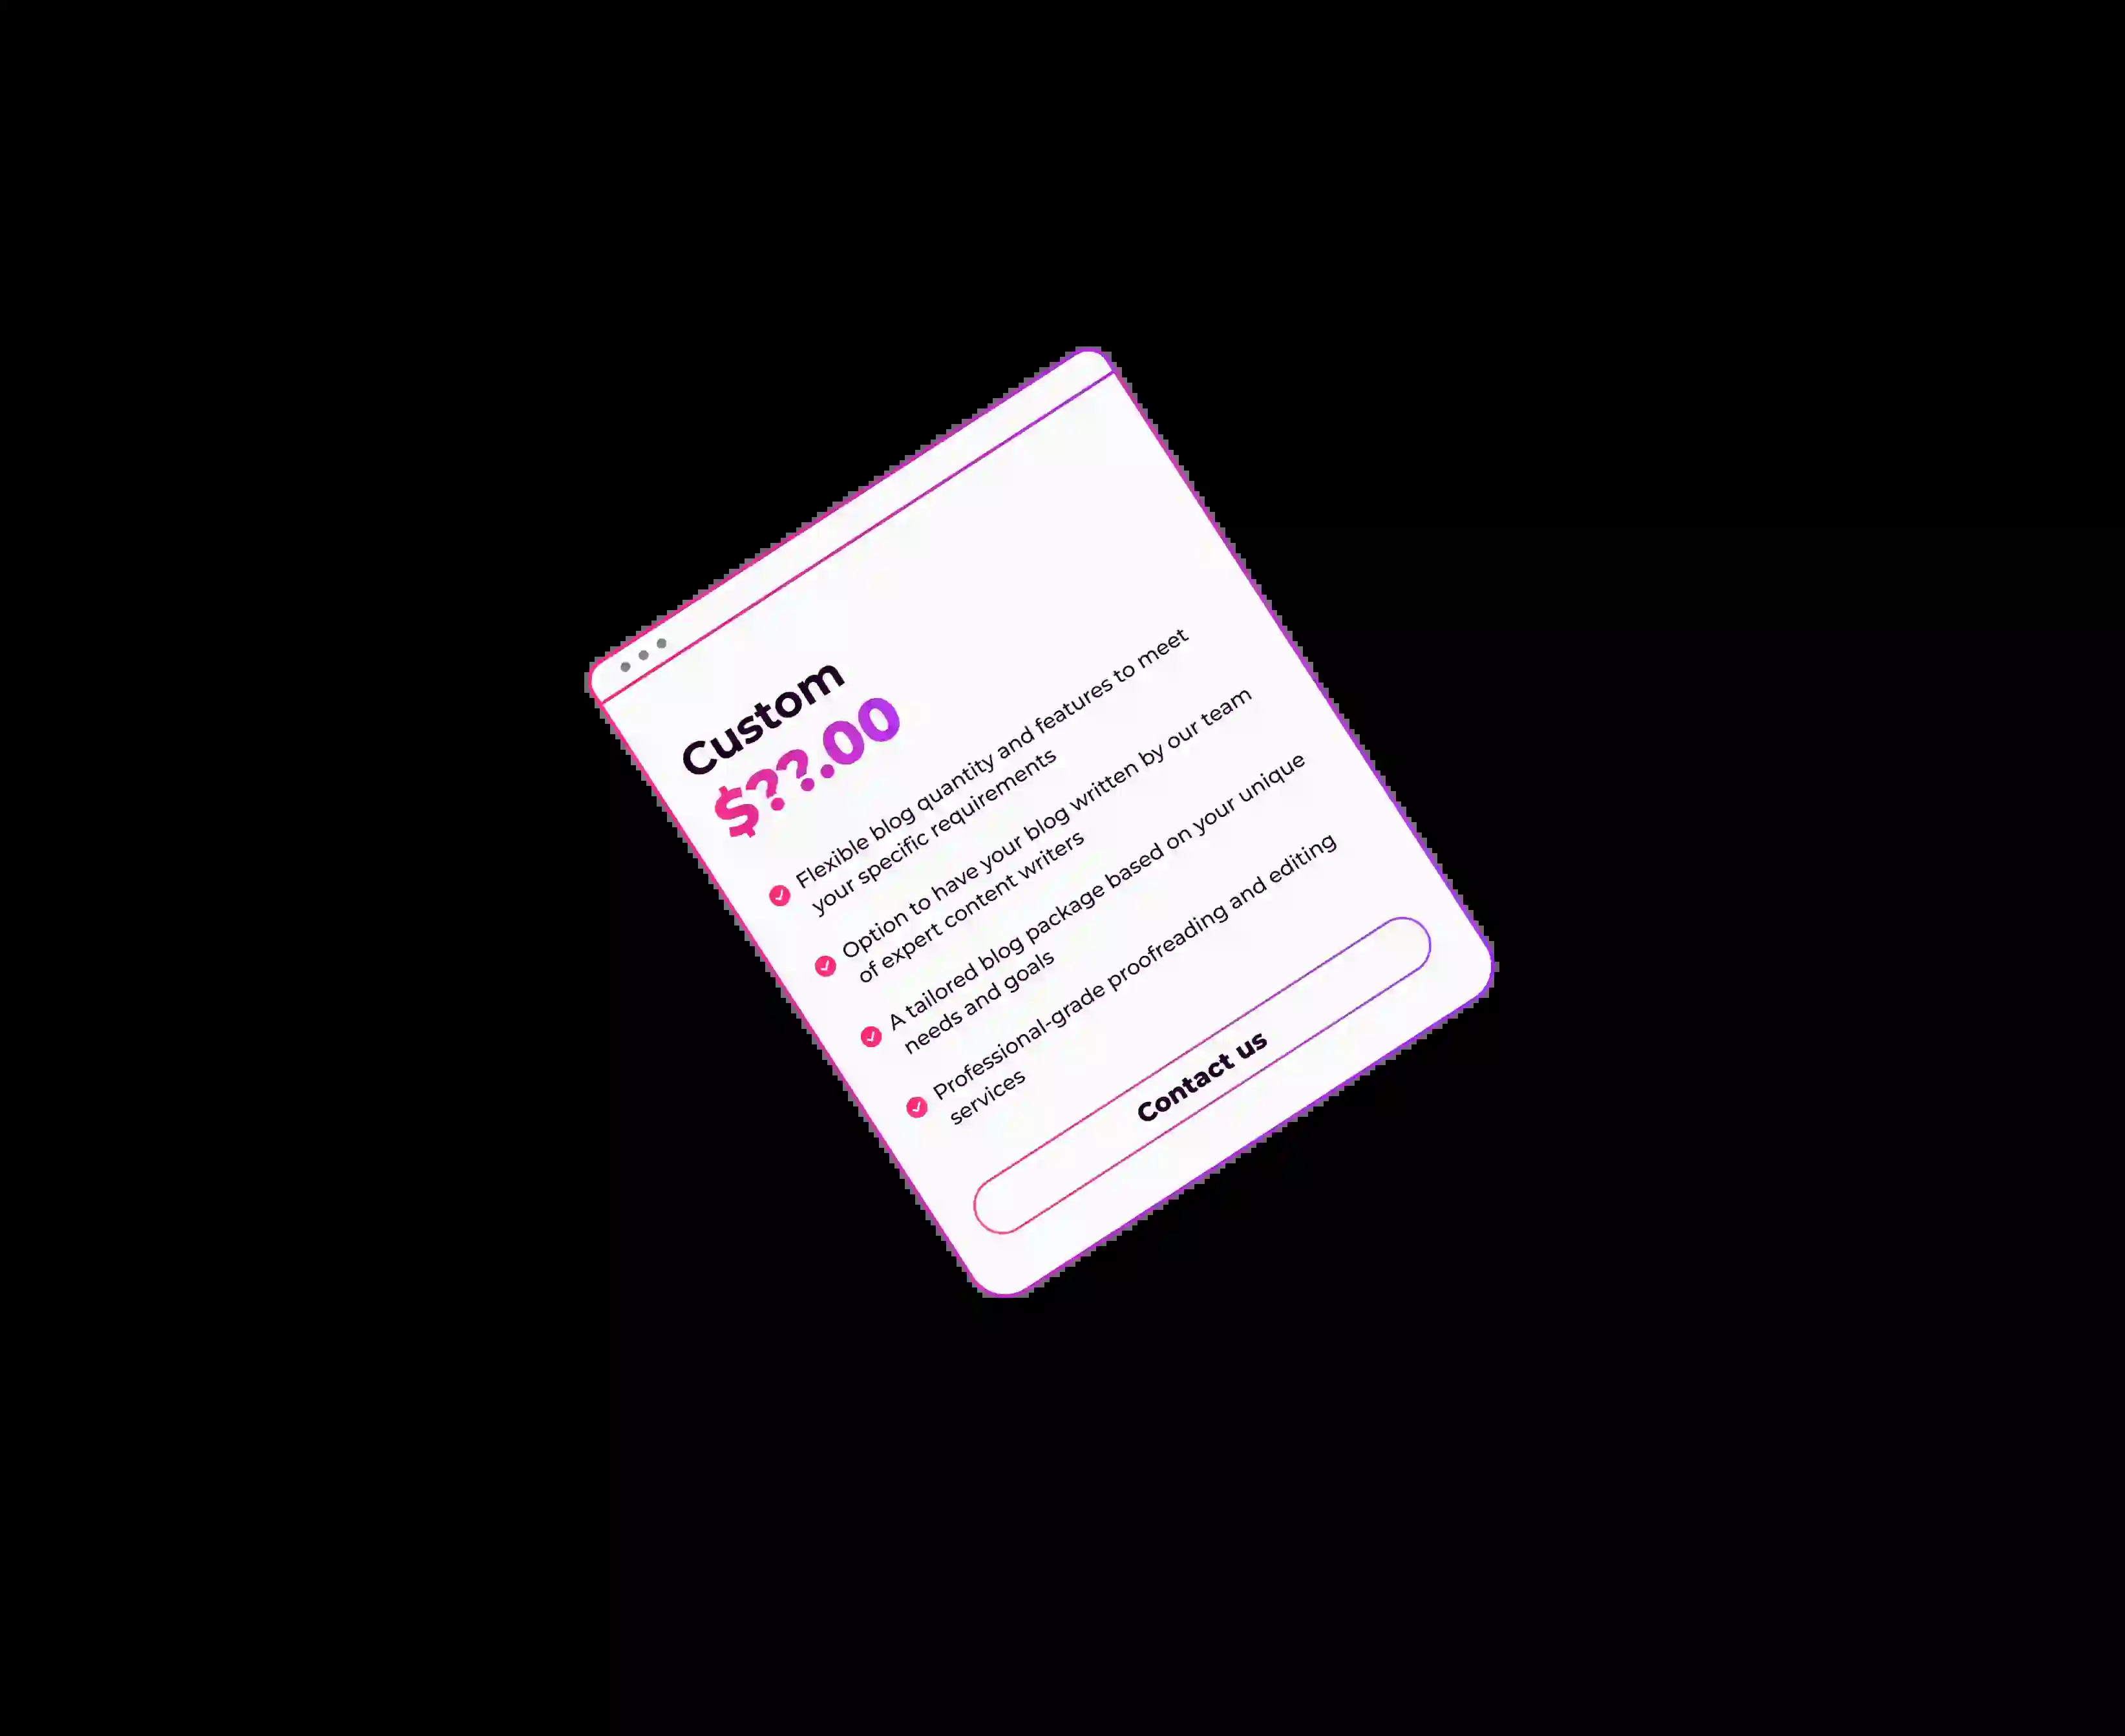 Custom
$??.00
Flexible blog quantity and features to meet
your specific requirements
Option to have your blog written by our team
of expert content writers
A tailored blog package based on your unique
needs and goals
Professional-grade proofreading and editing
services
Contact us